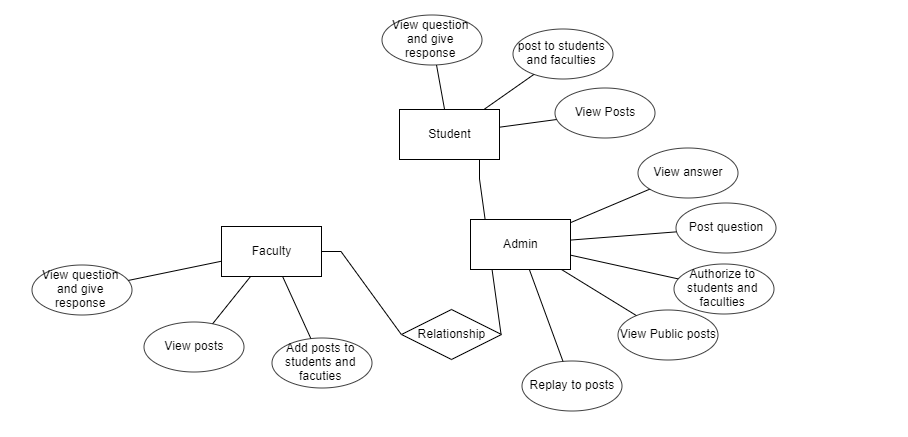 View question
and give
response
post to students
and faculties
View Posts
Student
View answer
Post question
Admin
Faculty
Authorize to
students and
faculties
View question
and give
response
View Public posts
Relationship
View posts
Add posts to
students and
facuties
Replay to posts